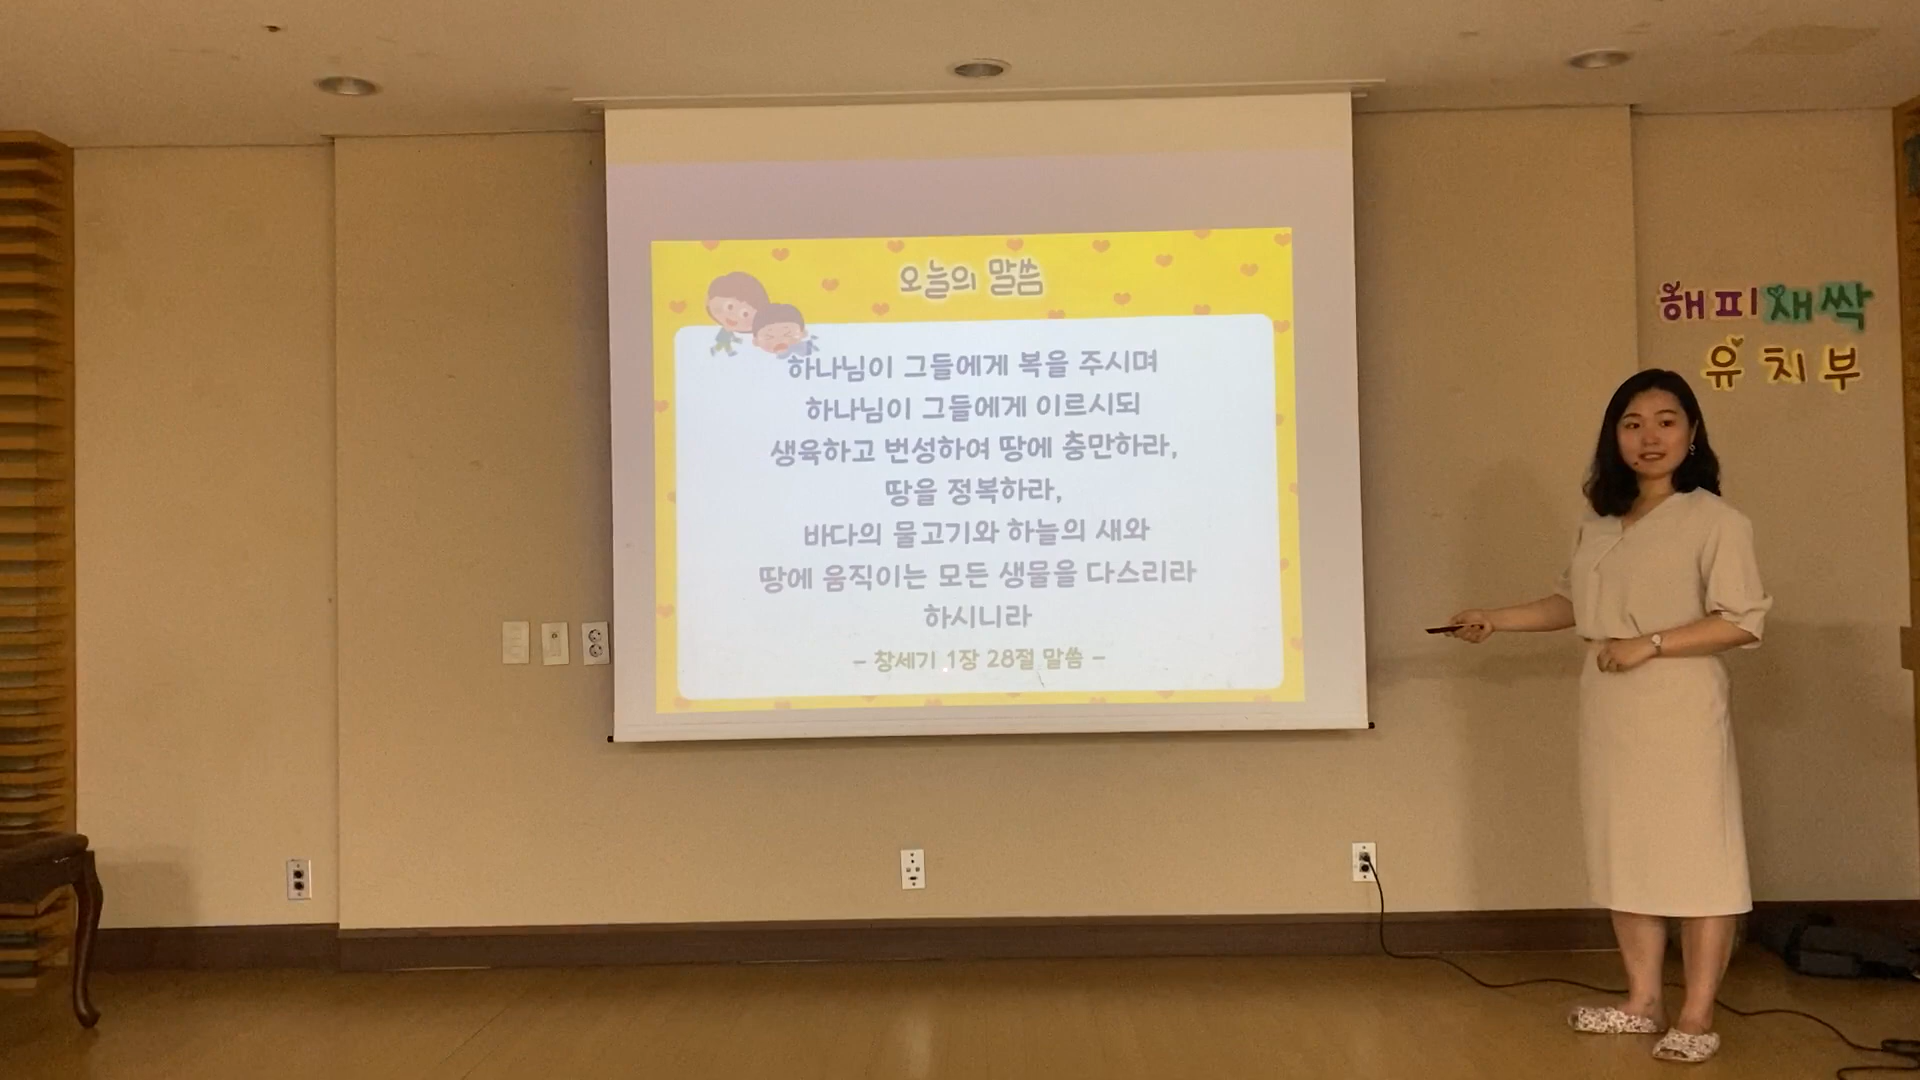 오늘의 말씀
하나님이 그들에게 복을 주시며
하나님이 그들에게 이르시되
생육하고 번성하여 땅에 충만하라,
땅을 정복하라,
바다의 물고기와 하늘의 새와
땅에 움직이는 모든 생물을 다스리라
하시니라
– 창세기 1장 28절 말씀 –
해피새싹
유치부